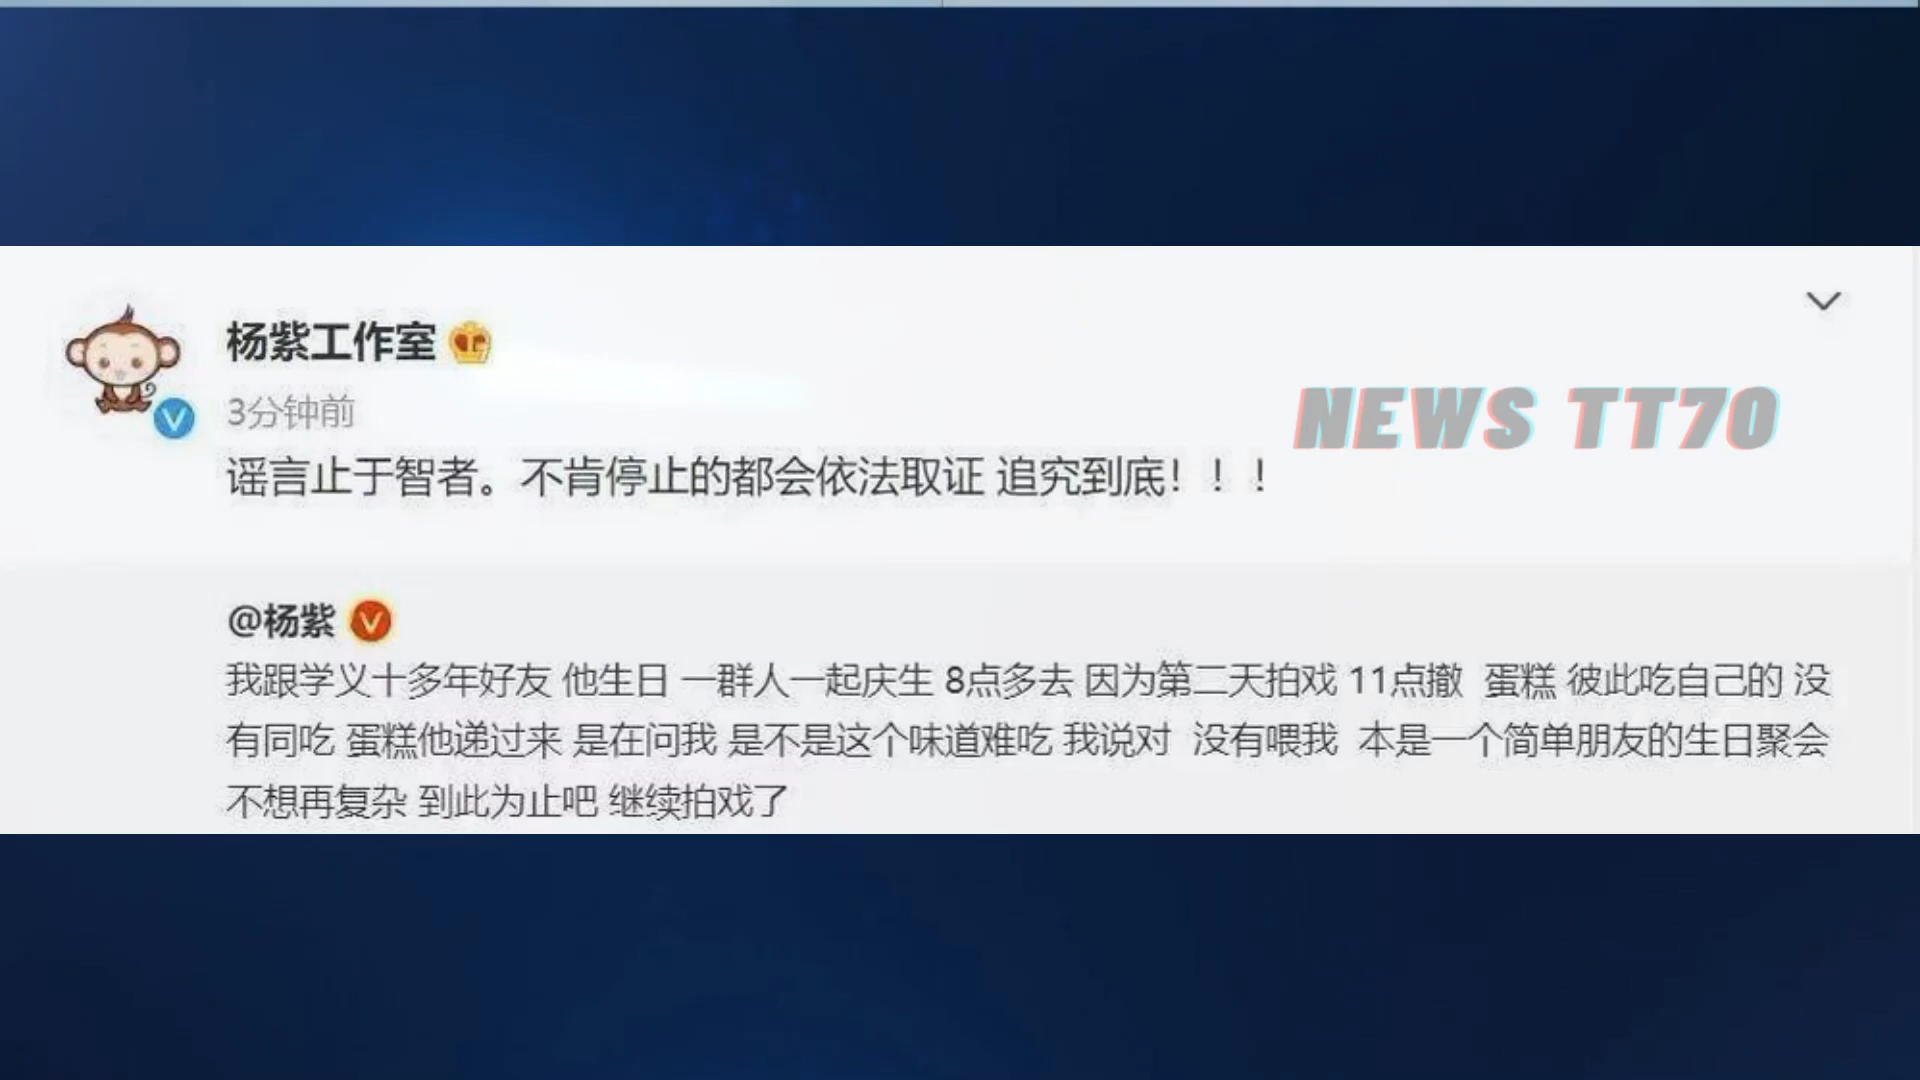 杨紫工作室
3分钟前
NEWS TT70
谣言止于智者。不肯停止的都会依法取证 追究到底！！！
@杨紫
我跟学义十多年好友 他生日 一群人一起庆生 8点多去 因为第二天拍戏 11点撤 蛋糕 彼此吃自己的 没
有同吃 蛋糕他递过来 是在问我 是不是这个味道难吃 我说对 没有喂我 本是一个简单朋友的生日聚会
不想再复杂 到此为止吧 继续拍戏了